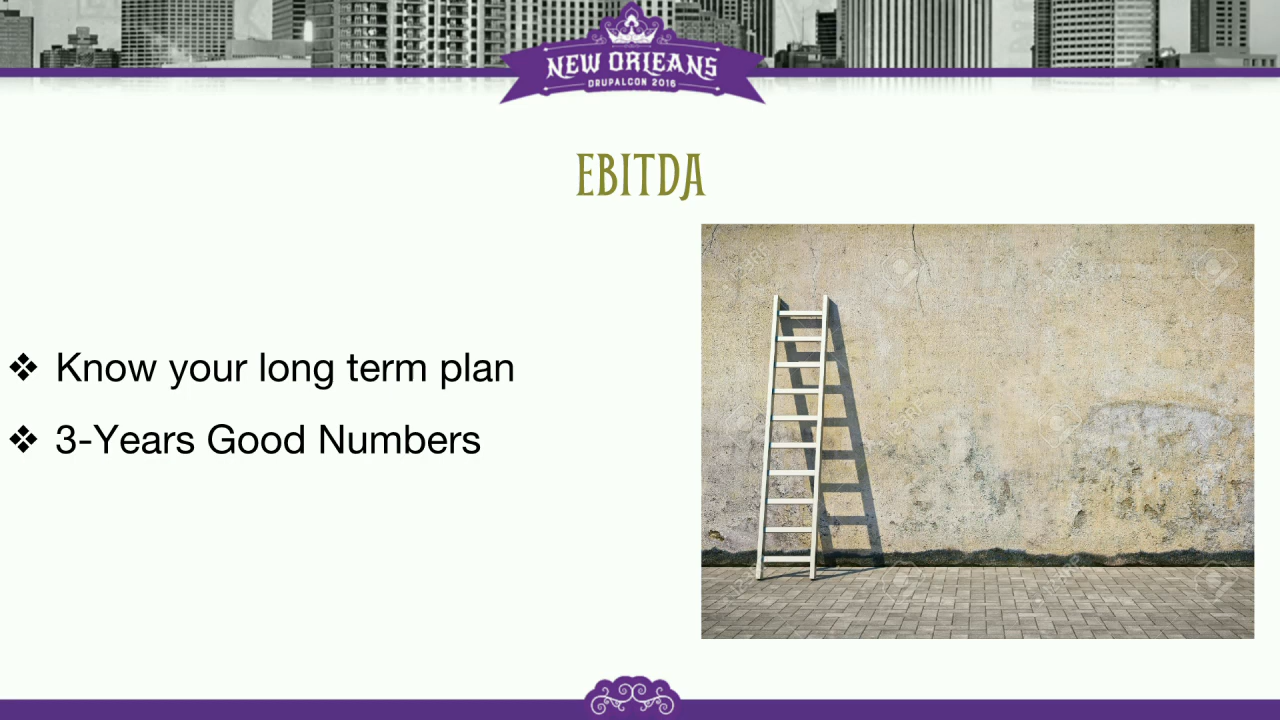 NEW ORLEANS
DRUPALCON 2016
EBITDA
❖ Know your long term plan
❖ 3-Years Good Numbers